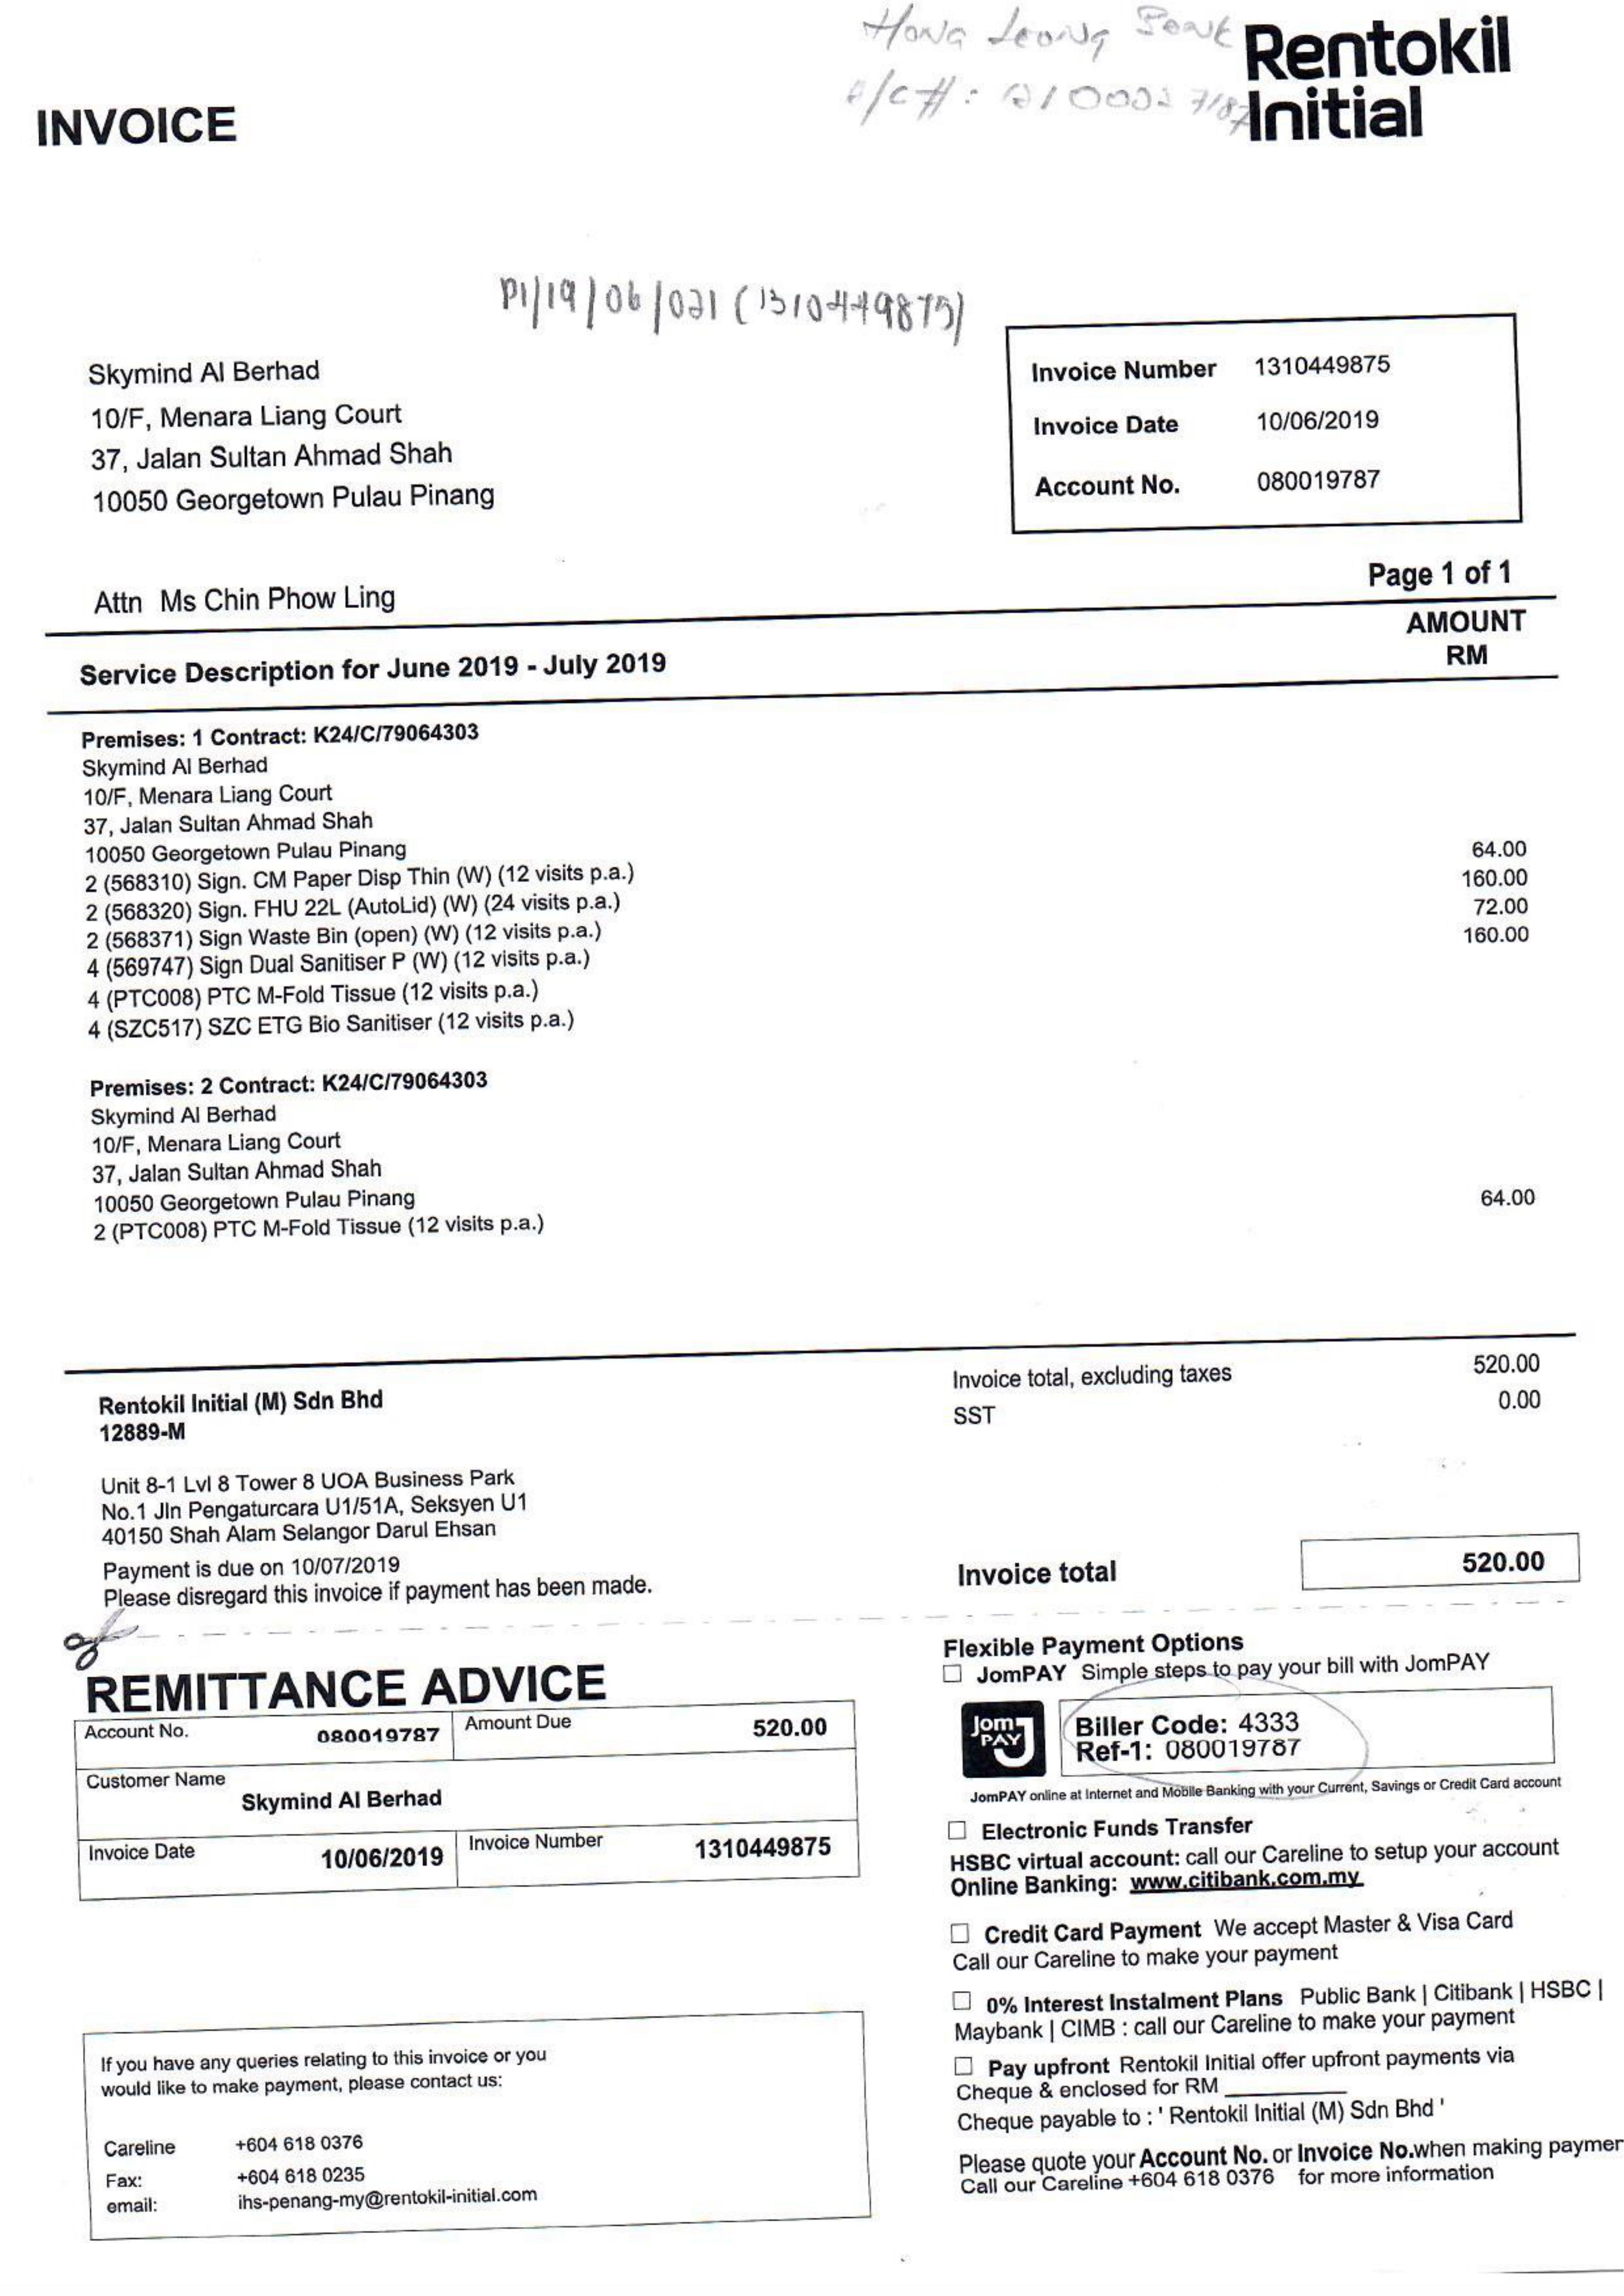 Hong Leong Bank
A/C #:
Rentokil
Initial
INVOICE
PI/19/06/021 (1310449875)
Skymind AI Berhad
10/F, Menara Liang Court
37, Jalan Sultan Ahmad Shah
10050 Georgetown Pulau Pinang
Invoice Number 1310449875
Invoice Date 10/06/2019
Account No. 080019787
Attn Ms Chin Phow Ling
Page 1 of 1
Service Description for June 2019 - July 2019
AMOUNT
RM
Premises: 1 Contract: K24/C/79064303
Skymind AI Berhad
10/F, Menara Liang Court
37, Jalan Sultan Ahmad Shah
10050 Georgetown Pulau Pinang
2 (568310) Sign. CM Paper Disp Thin (W) (12 visits p.a.) 64.00
2 (568320) Sign. FHU 22L (AutoLid) (W) (24 visits p.a.) 160.00
2 (568371) Sign Waste Bin (open) (W) (12 visits p.a.) 72.00
4 (569747) Sign Dual Sanitiser P (W) (12 visits p.a.) 160.00
4 (PTC008) PTC M-Fold Tissue (12 visits p.a.)
4 (SZC517) SZC ETG Bio Sanitiser (12 visits p.a.)
Premises: 2 Contract: K24/C/79064303
Skymind AI Berhad
10/F, Menara Liang Court
37, Jalan Sultan Ahmad Shah
10050 Georgetown Pulau Pinang
2 (PTC008) PTC M-Fold Tissue (12 visits p.a.) 64.00
Rentokil Initial (M) Sdn Bhd
12889-M
Unit 8-1 Lvl 8 Tower 8 UOA Business Park
No.1 Jln Pengaturcara U1/51A, Seksyen U1
40150 Shah Alam Selangor Darul Ehsan
Payment is due on 10/07/2019
Please disregard this invoice if payment has been made.
Invoice total, excluding taxes 520.00
SST 0.00
Invoice total 520.00
REMITTANCE ADVICE
Account No. 080019787 Amount Due 520.00
Customer Name
Skymind AI Berhad
Invoice Date 10/06/2019 Invoice Number 1310449875
If you have any queries relating to this invoice or you
would like to make payment, please contact us:
Careline +604 618 0376
Fax: +604 618 0235
email: ihs-penang-my@rentokil-initial.com
Flexible Payment Options
JomPAY Simple steps to pay your bill with JomPAY
Jom
PAY
Biller Code: 4333
Ref-1: 080019787
JomPAY online at Internet and Mobile Banking with your Current, Savings or Credit Card account
Electronic Funds Transfer
HSBC virtual account: call our Careline to setup your account
Online Banking: www.citibank.com.my
Credit Card Payment We accept Master & Visa Card
Call our Careline to make your payment
0% Interest Instalment Plans Public Bank | Citibank | HSBC |
Maybank | CIMB : call our Careline to make your payment
Pay upfront Rentokil Initial offer upfront payments via
Cheque & enclosed for RM
Cheque payable to : ' Rentokil Initial (M) Sdn Bhd '
Please quote your Account No. or Invoice No.when making paymen
Call our Careline +604 618 0376 for more information